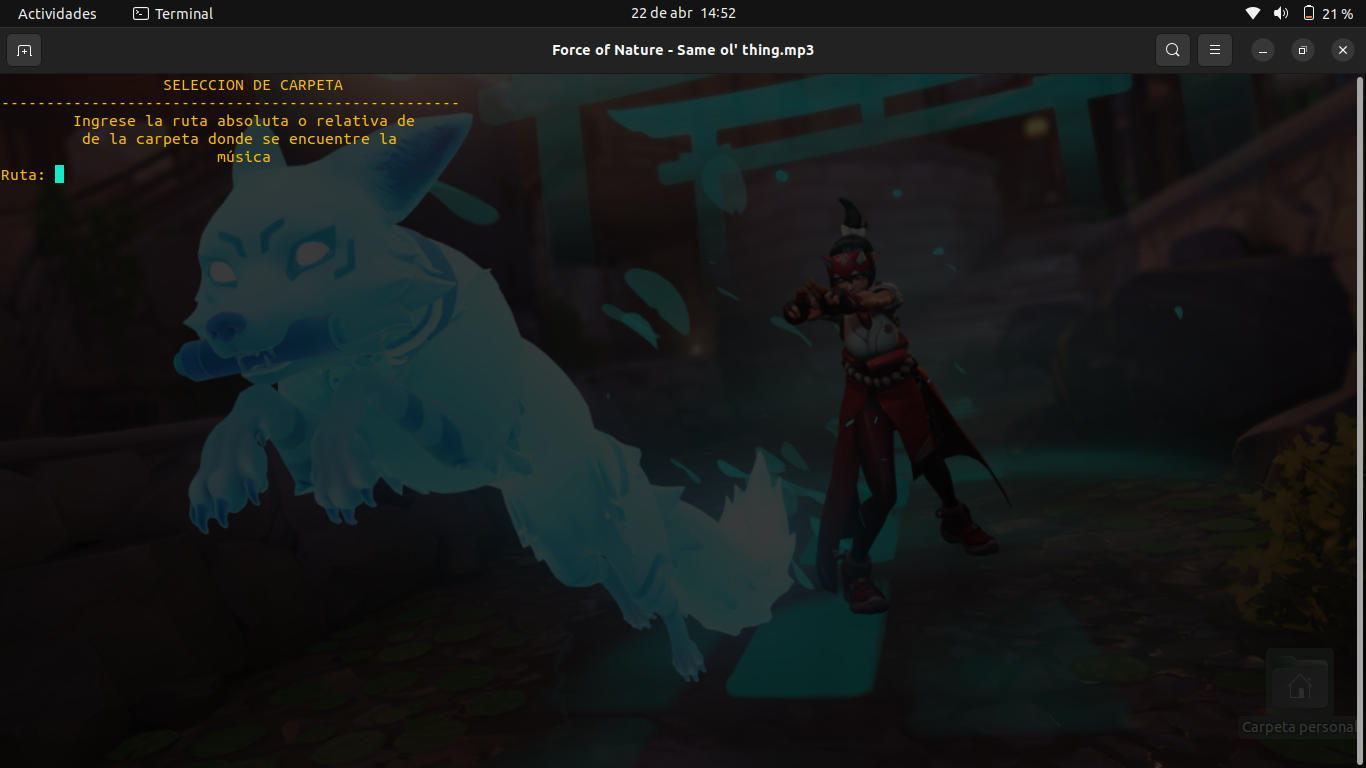 Actividades Terminal 22 de abr 14:52 21 %
Force of Nature - Same ol' thing.mp3
SELECCION DE CARPETA
---------------------------------------------------
Ingrese la ruta absoluta o relativa de
de la carpeta donde se encuentre la
música
Ruta:
Carpeta personal